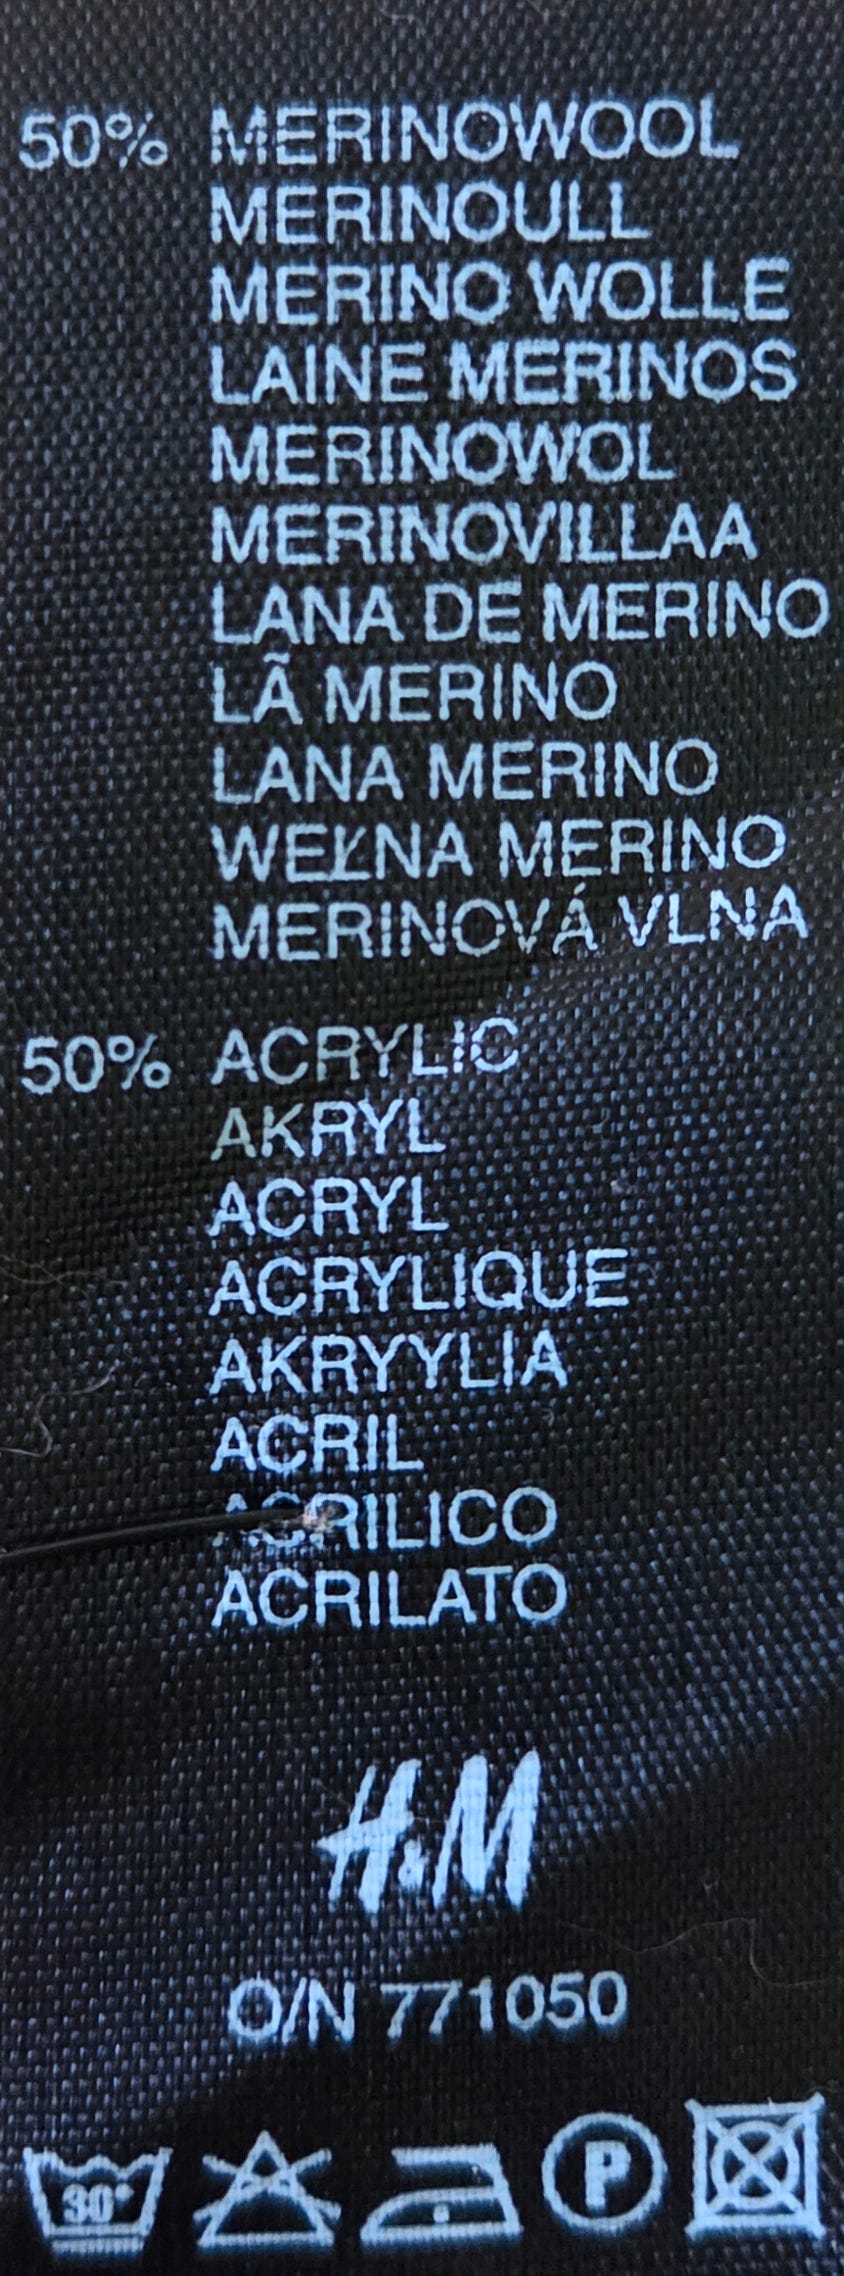 50% MERINOWOOL
MERINOULL
MERINO WOLLE
LAINE MERINOS
MERINOWOL
MERINOVILLAA
LANA DE MERINO
LÃ MERINO
LANA MERINO
WEŁNA MERINO
MERINOVÁ VLNA
50% ACRYLIC
AKRYL
ACRYL
ACRYLIQUE
AKRYYLIA
ACRIL
ACRILICO
ACRILATO
H&M
O/N 771050
30° P